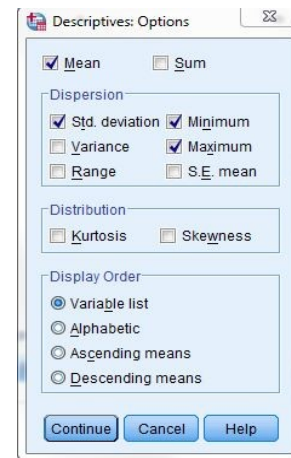 Descriptives: Options
Mean Sum
Dispersion
Std. deviation Minimum
Variance Maximum
Range S.E. mean
Distribution
Kurtosis Skewness
Display Order
Variable list
Alphabetic
Ascending means
Descending means
Continue Cancel Help